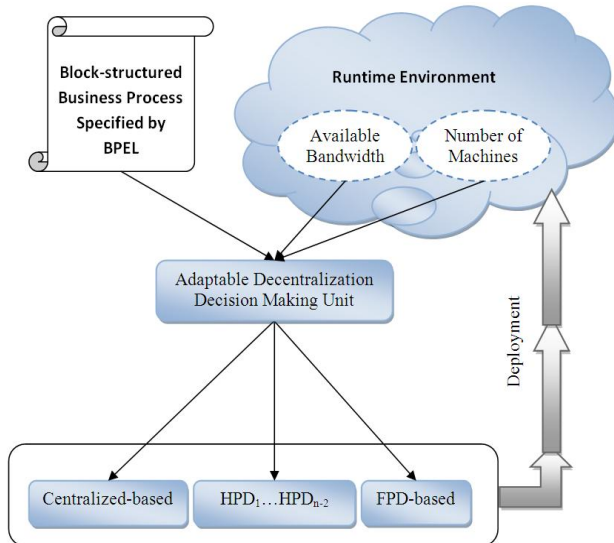 Block-structured
Business Process
Specified by
BPEL
Runtime Environment
Available
Bandwidth
Number of
Machines
Adaptable Decentralization
Decision Making Unit
Deployment
Centralized-based
HPD₁…HPDₙ₋₂
FPD-based